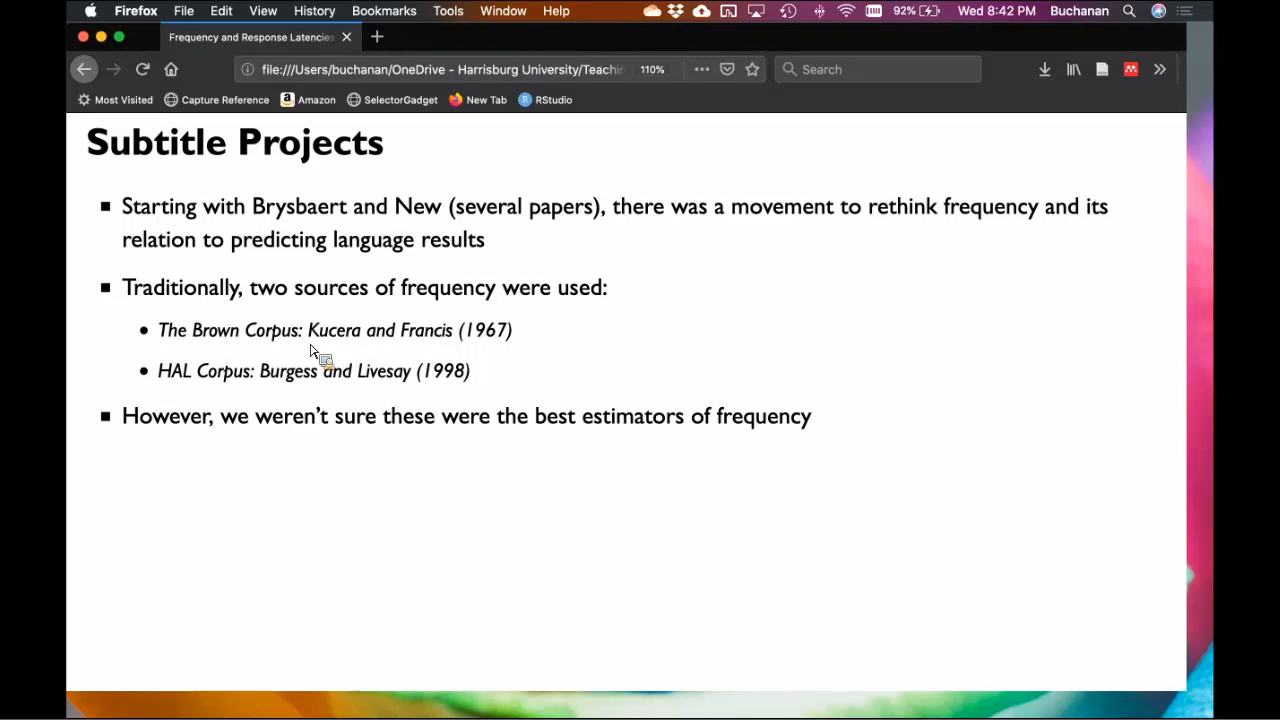 Firefox File Edit View History Bookmarks Tools Window Help 92% Wed 8:42 PM Buchanan
Frequency and Response Latencies
file:///Users/buchanan/OneDrive - Harrisburg University/Teachin 110% Search
Most Visited Capture Reference Amazon SelectorGadget New Tab RStudio
Subtitle Projects
Starting with Brysbaert and New (several papers), there was a movement to rethink frequency and its
relation to predicting language results
Traditionally, two sources of frequency were used:
The Brown Corpus: Kucera and Francis (1967)
HAL Corpus: Burgess and Livesay (1998)
However, we weren't sure these were the best estimators of frequency